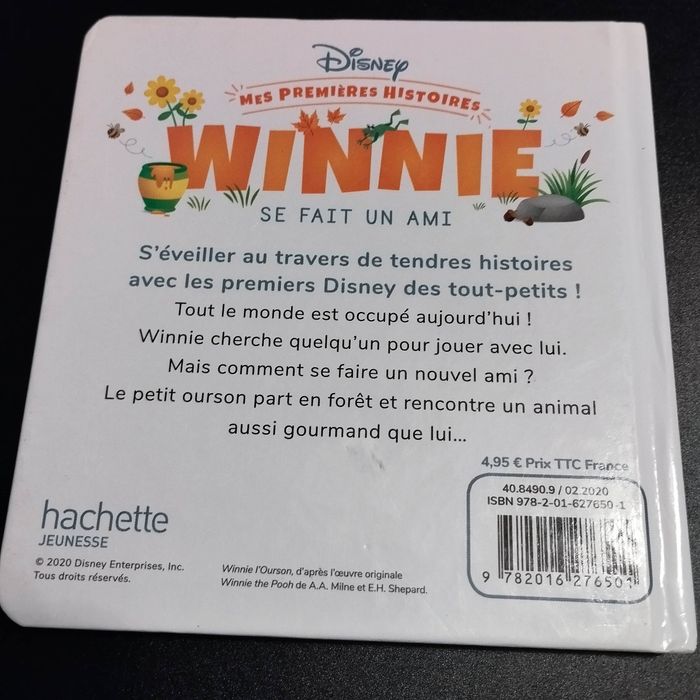 Disney
MES PREMIÈRES HISTOIRES
WINNIE
SE FAIT UN AMI
S'éveiller au travers de tendres histoires
avec les premiers Disney des tout-petits !
Tout le monde est occupé aujourd'hui !
Winnie cherche quelqu'un pour jouer avec lui.
Mais comment se faire un nouvel ami ?
Le petit ourson part en forêt et rencontre un animal
aussi gourmand que lui...
4,95 € Prix TTC France
40.8490.9 / 02.2020
ISBN 978-2-01-627650-1
9 782016 276501
hachette
JEUNESSE
© 2020 Disney Enterprises, Inc.
Tous droits réservés.
Winnie l'Ourson, d'après l'œuvre originale
Winnie the Pooh de A.A. Milne et E.H. Shepard.